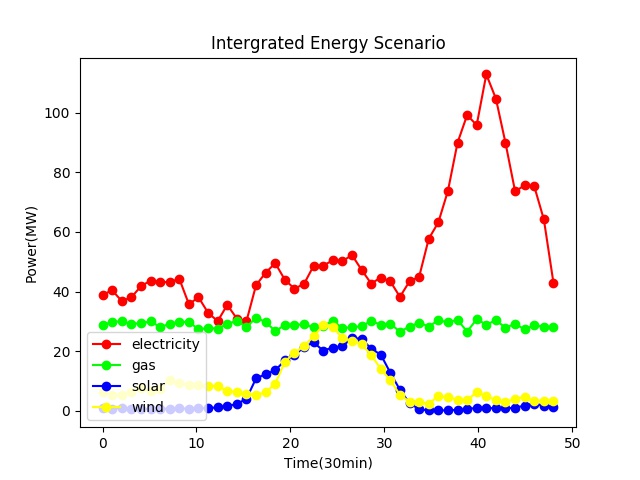 Intergrated Energy Scenario
Power(MW)
100
80
60
40
20
0
electricity
gas
solar
wind
0 10 20 30 40 50
Time(30min)